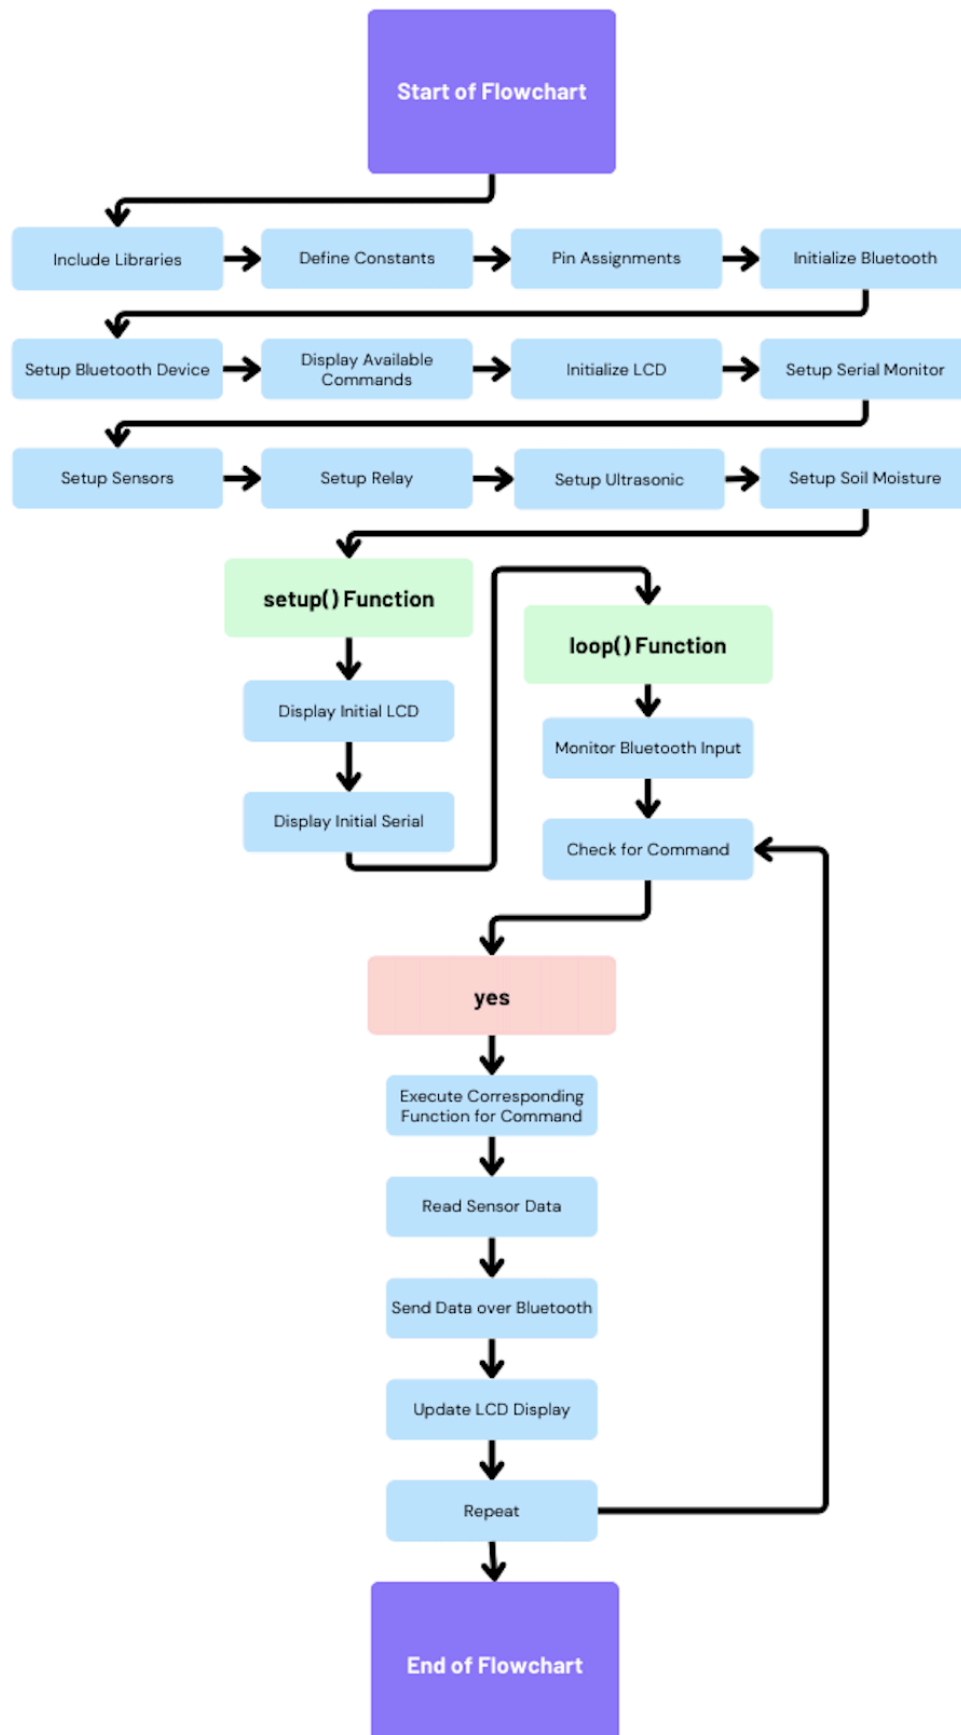 Start of Flowchart
Include Libraries
Define Constants
Pin Assignments
Initialize Bluetooth
Setup Bluetooth Device
Display Available
Commands
Initialize LCD
Setup Serial Monitor
Setup Sensors
Setup Relay
Setup Ultrasonic
Setup Soil Moisture
setup() Function
Display Initial LCD
Display Initial Serial
loop() Function
Monitor Bluetooth Input
Check for Command
yes
Execute Corresponding
Function for Command
Read Sensor Data
Send Data over Bluetooth
Update LCD Display
Repeat
End of Flowchart